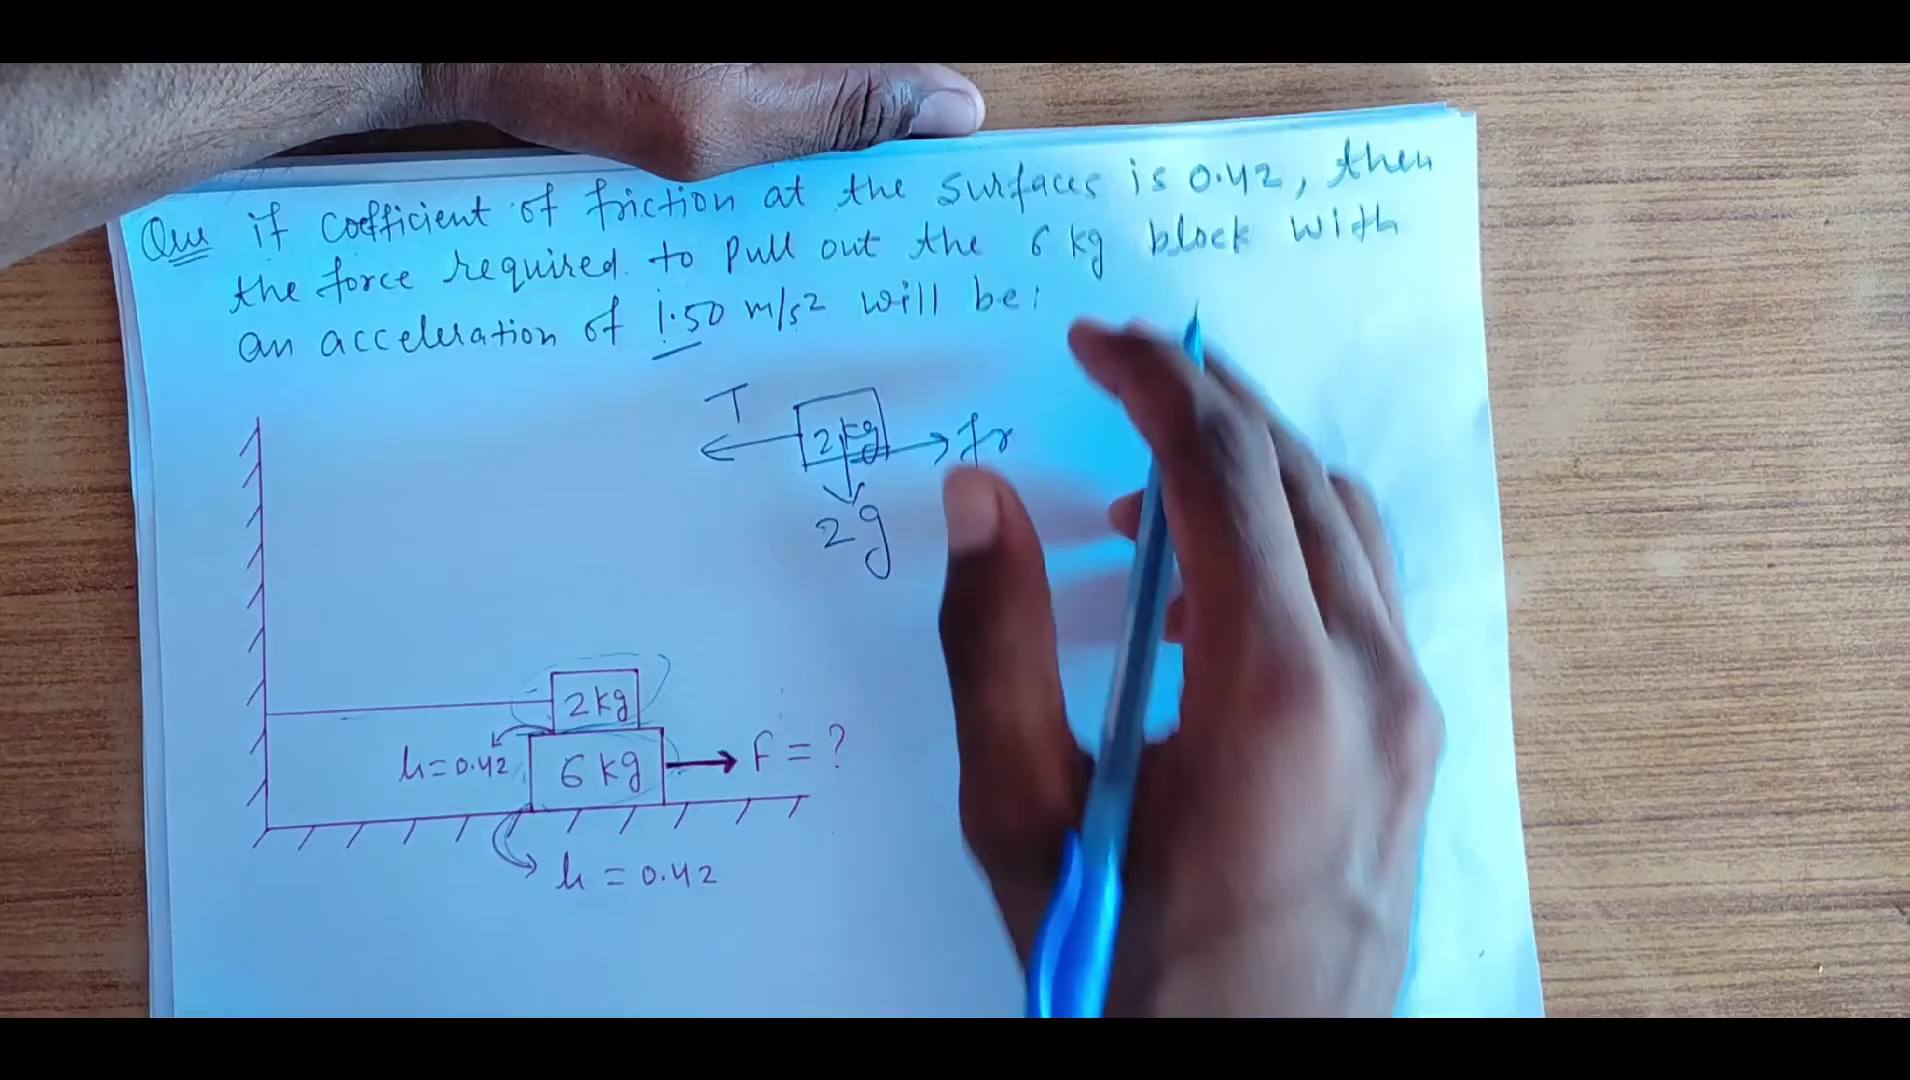 Que if coefficient of friction at the surfaces is 0.42, then
the force required to pull out the 6 kg block with
an acceleration of 1.50 m/s2 will be:
T
2 kg
fr
2g
2kg
μ=0.42
6 kg
F = ?
μ = 0.42